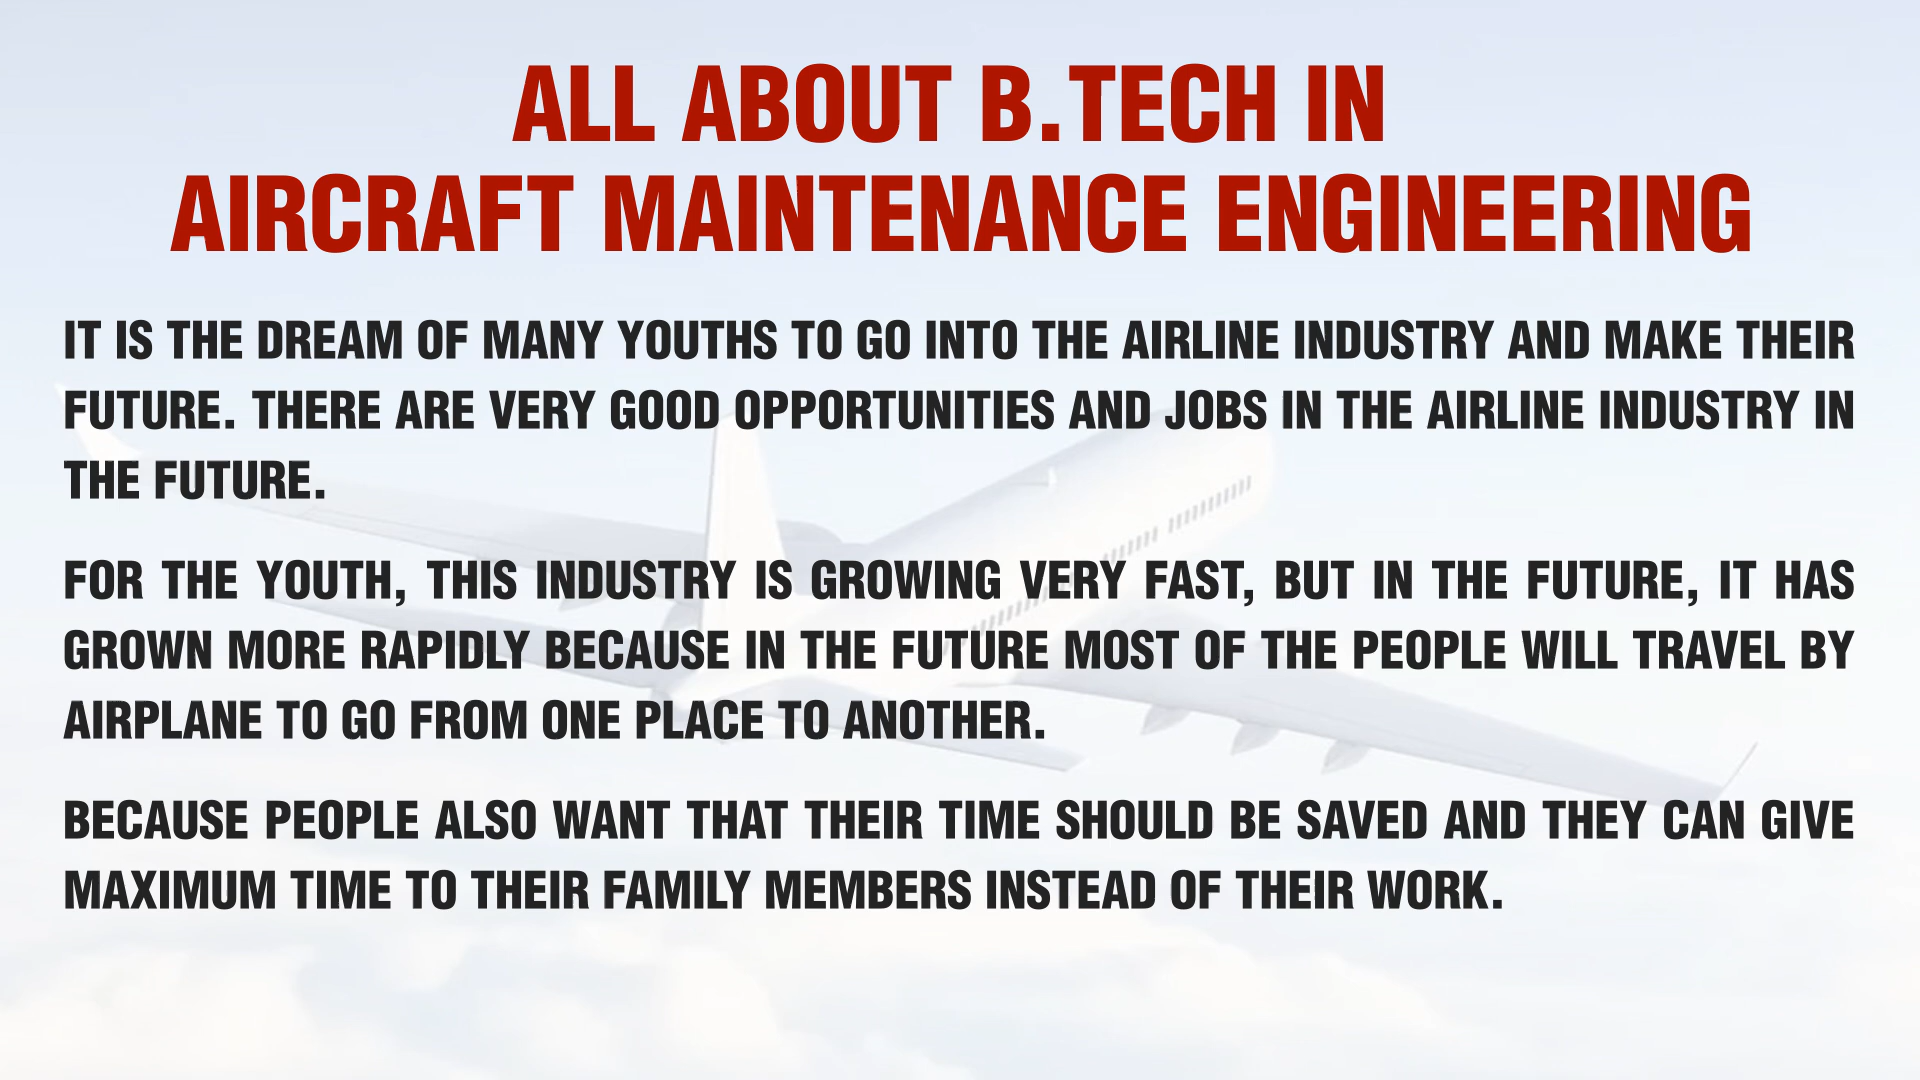 ALL ABOUT B.TECH IN
AIRCRAFT MAINTENANCE ENGINEERING
IT IS THE DREAM OF MANY YOUTHS TO GO INTO THE AIRLINE INDUSTRY AND MAKE THEIR
FUTURE. THERE ARE VERY GOOD OPPORTUNITIES AND JOBS IN THE AIRLINE INDUSTRY IN
THE FUTURE.
FOR THE YOUTH, THIS INDUSTRY IS GROWING VERY FAST, BUT IN THE FUTURE, IT HAS
GROWN MORE RAPIDLY BECAUSE IN THE FUTURE MOST OF THE PEOPLE WILL TRAVEL BY
AIRPLANE TO GO FROM ONE PLACE TO ANOTHER.
BECAUSE PEOPLE ALSO WANT THAT THEIR TIME SHOULD BE SAVED AND THEY CAN GIVE
MAXIMUM TIME TO THEIR FAMILY MEMBERS INSTEAD OF THEIR WORK.